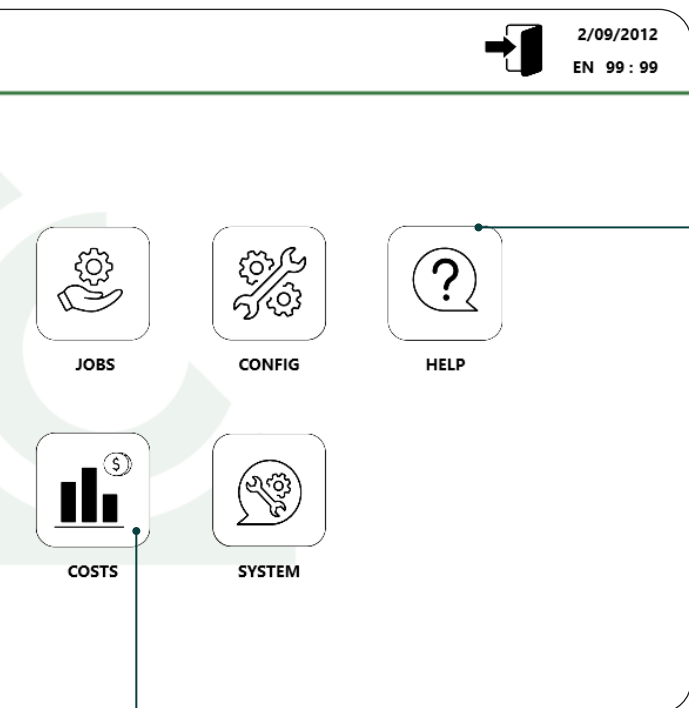 2/09/2012
EN 99 : 99
JOBS
CONFIG
HELP
$
COSTS
SYSTEM